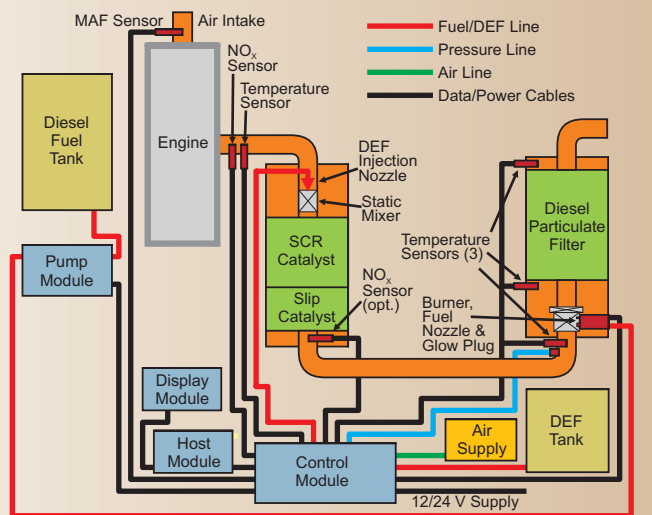 MAF Sensor
Air Intake
NOx
Sensor
Temperature
Sensor
Fuel/DEF Line
Pressure Line
Air Line
Data/Power Cables
Diesel
Fuel
Tank
Engine
DEF
Injection
Nozzle
Static
Mixer
SCR
Catalyst
Slip
Catalyst
NOx
Sensor
(opt.)
Temperature
Sensors (3)
Diesel
Particulate
Filter
Burner,
Fuel
Nozzle &
Glow Plug
Pump
Module
Display
Module
Host
Module
Control
Module
Air
Supply
DEF
Tank
12/24 V Supply